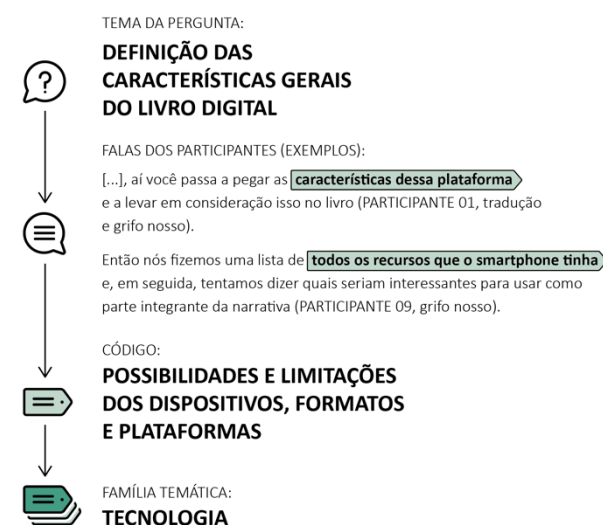 TEMA DA PERGUNTA:
DEFINIÇÃO DAS
CARACTERÍSTICAS GERAIS
DO LIVRO DIGITAL
FALAS DOS PARTICIPANTES (EXEMPLOS):
[...], aí você passa a pegar as características dessa plataforma
e a levar em consideração isso no livro (PARTICIPANTE 01, tradução
e grifo nosso).
Então nós fizemos uma lista de todos os recursos que o smartphone tinha
e, em seguida, tentamos dizer quais seriam interessantes para usar como
parte integrante da narrativa (PARTICIPANTE 09, grifo nosso).
CÓDIGO:
POSSIBILIDADES E LIMITAÇÕES
DOS DISPOSITIVOS, FORMATOS
E PLATAFORMAS
FAMÍLIA TEMÁTICA:
TECNOLOGIA